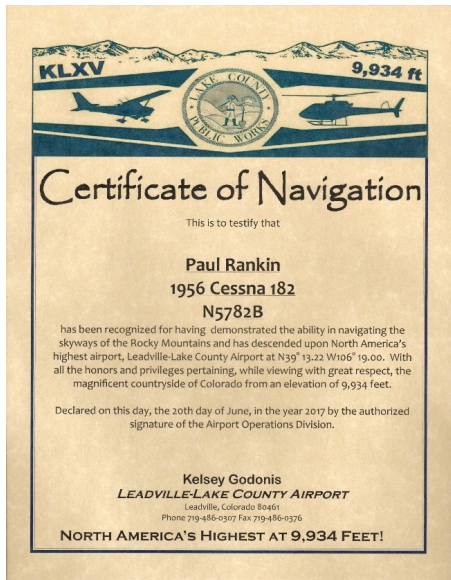 KLXV
9,934 ft
LAKE COUNTY
PUBLIC WORKS
Certificate of Navigation
This is to testify that
Paul Rankin
1956 Cessna 182
N5782B
has been recognized for having demonstrated the ability in navigating the
skyways of the Rocky Mountains and has descended upon North America's
highest airport, Leadville-Lake County Airport at N39° 13.22 W106° 19.00. With
all the honors and privileges pertaining, while viewing with great respect, the
magnificent countryside of Colorado from an elevation of 9,934 feet.
Declared on this day, the 20th day of June, in the year 2017 by the authorized
signature of the Airport Operations Division.
Kelsey Godonis
LEADVILLE-LAKE COUNTY AIRPORT
Leadville, Colorado 80461
Phone 719-486-0307 Fax 719-486-0376
NORTH AMERICA'S HIGHEST AT 9,934 FEET!